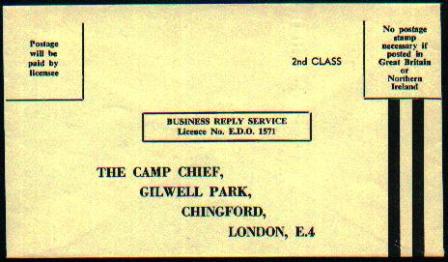 Postage
will be
paid by
licensee
No postage
stamp
necessary if
posted in
Great Britain
or
Northern
Ireland
2nd CLASS
BUSINESS REPLY SERVICE
Licence No. E.D.O. 1571
THE CAMP CHIEF,
GILWELL PARK,
CHINGFORD,
LONDON, E.4